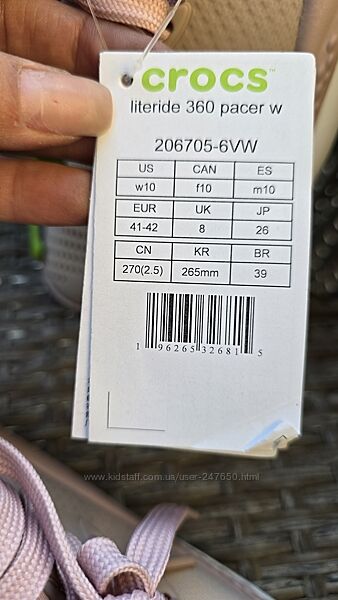 crocs™
literide 360 pacer w
206705-6VW
US CAN ES
w10 f10 m10
EUR UK JP
41-42 8 26
CN KR BR
270(2.5) 265mm 39
1 96265 32681 5
www.kidstaff.com.ua/user-247650.html